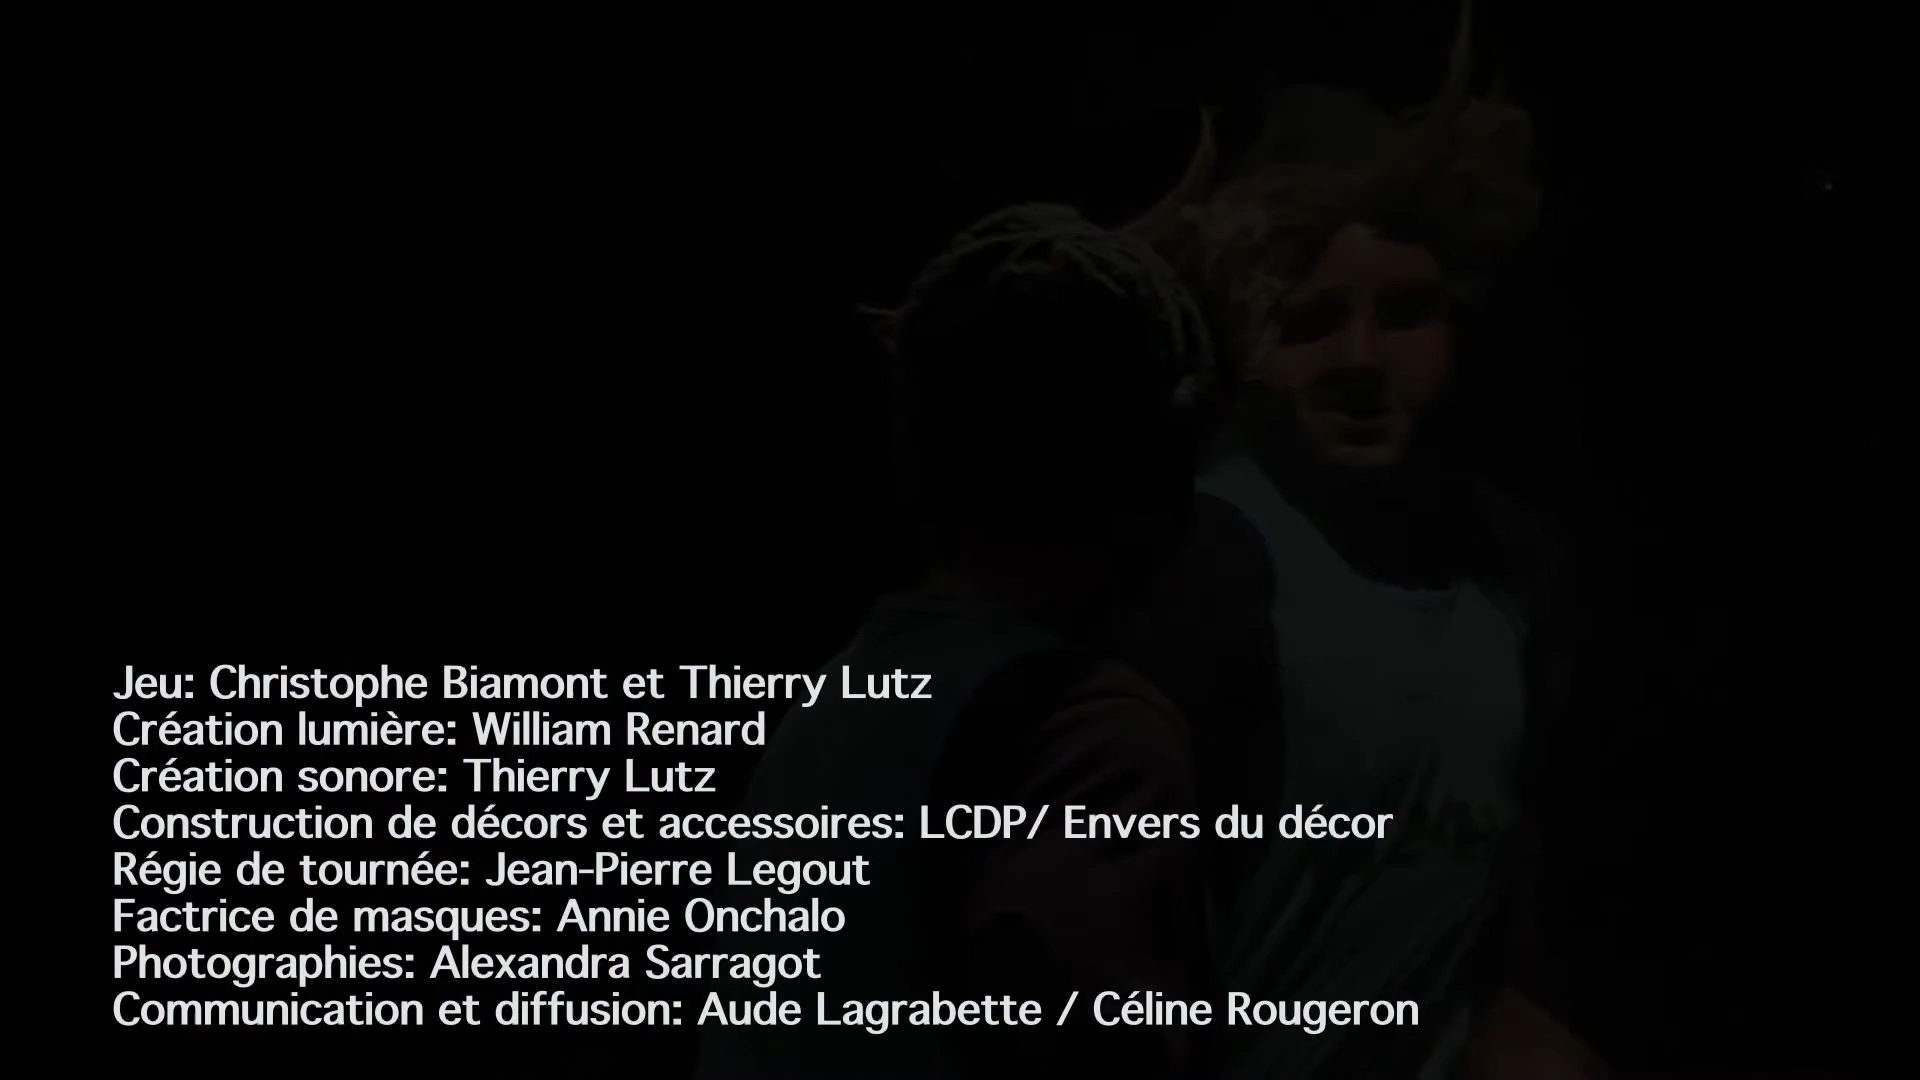 Jeu: Christophe Biamont et Thierry Lutz
Création lumière: William Renard
Création sonore: Thierry Lutz
Construction de décors et accessoires: LCDP/ Envers du décor
Régie de tournée: Jean-Pierre Legout
Factrice de masques: Annie Onchalo
Photographies: Alexandra Sarragot
Communication et diffusion: Aude Lagrabette / Céline Rougeron